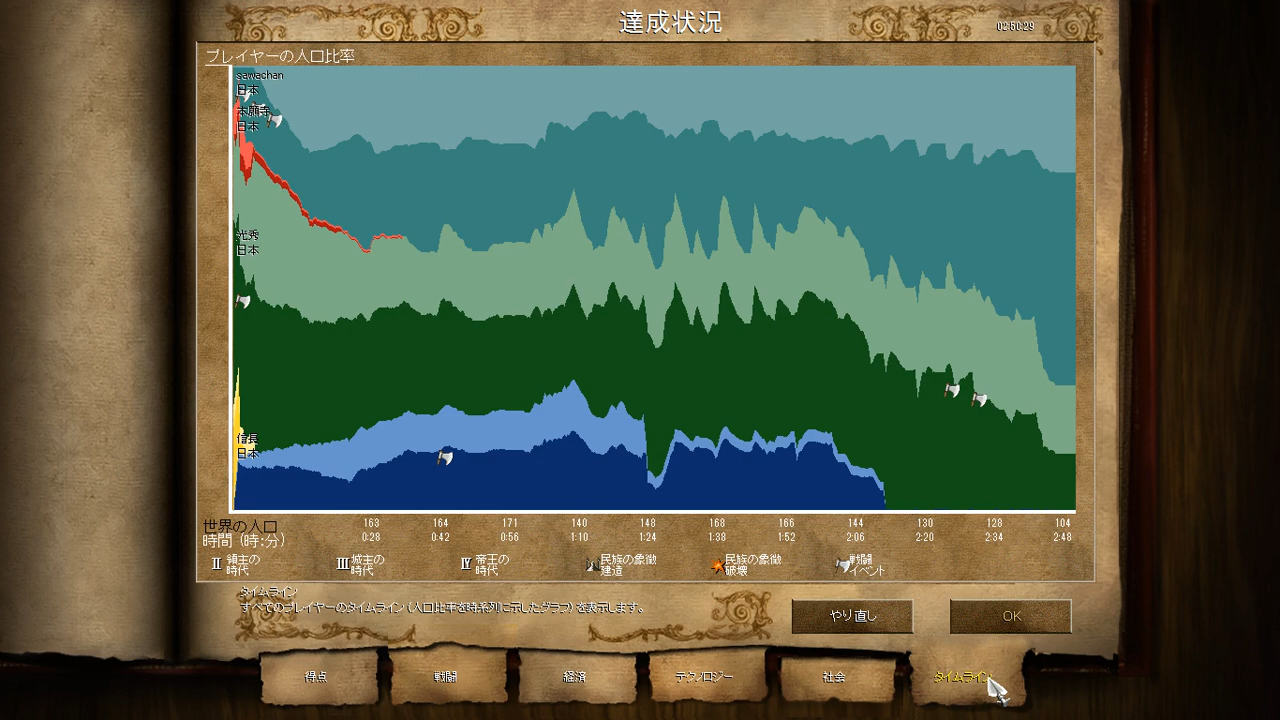 達成状況
02:50:29
プレイヤーの人口比率
sawachan
日本
本願寺
日本
光秀
日本
信長
日本
世界の人口 163 164 171 140 148 168 166 144 130 128 104
時間（時:分） 0:28 0:42 0:56 1:10 1:24 1:38 1:52 2:06 2:20 2:34 2:48
II 領主の時代
III 城主の時代
IV 帝王の時代
民族の象徴建造
民族の象徴破壊
戦闘イベント
タイムライン
すべてのプレイヤーのタイムライン（人口比率を時系列に示したグラフ）を表示します。
やり直し
OK
得点
戦闘
経済
テクノロジー
社会
タイムライン